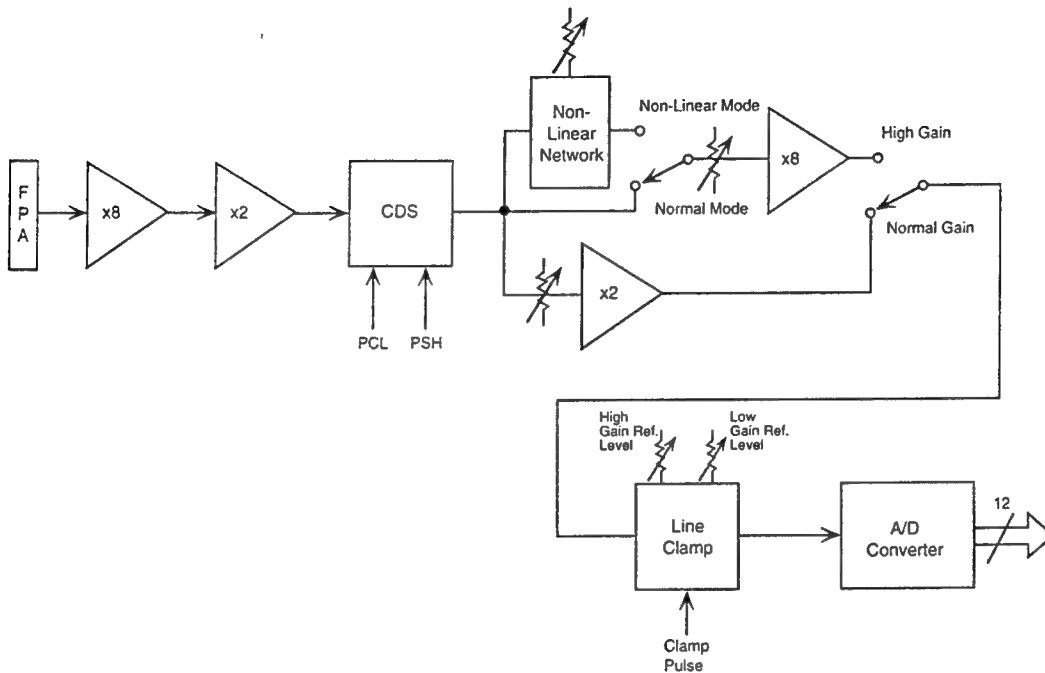 Non-
Linear
Network
Non-Linear Mode
x8
High Gain
F
P
A
x8
x2
CDS
Normal Mode
Normal Gain
x2
PCL
PSH
High
Gain Ref.
Level
Low
Gain Ref.
Level
Line
Clamp
A/D
Converter
12
Clamp
Pulse